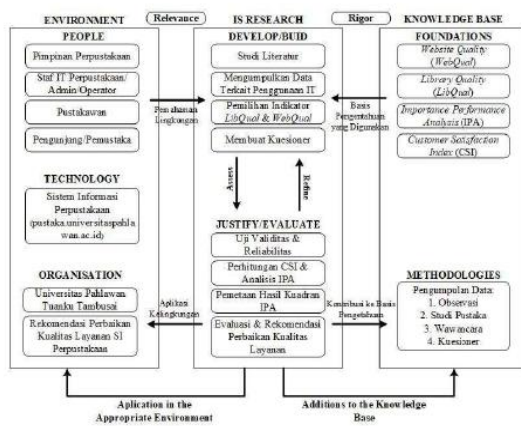 ENVIRONMENT
Relevance
IS RESEARCH
Rigor
KNOWLEDGE BASE
PEOPLE
Pimpinan Perpustakaan
Staf IT Perpustakaan/
Admin/Operator
Pustakawan
Pengunjung/Pemustaka
TECHNOLOGY
Sistem Informasi
Perpustakaan
(pustaka.universitaspahla
wan.ac.id)
ORGANISATION
Universitas Pahlawan
Tuanku Tambusai
Rekomendasi Perbaikan
Kualitas Layanan SI
Perpustakaan
Pemahaman
Lingkungan
Aplikasi
Kelingkungan
DEVELOP/BUID
Studi Literatur
Mengumpulkan Data
Terkait Penggunaan IT
Pemilihan Indikator
LibQual & WebQual
Membuat Kuesioner
Assess
Refine
JUSTIFY/EVALUATE
Uji Validitas &
Reliabilitas
Perhitungan CSI &
Analisis IPA
Pemetaan Hasil Kuadran
IPA
Evaluasi & Rekomendasi
Perbaikan Kualitas
Layanan
Basis
Pengentahuan
yang Digunakan
Kontribusi ke Basis
Pengetahuan
FOUNDATIONS
Website Quality
(WebQual)
Library Quality
(LibQual)
Importance Performance
Analysis (IPA)
Customer Satisfaction
Index (CSI)
METHODOLOGIES
Pengumpulan Data:
1. Observasi
2. Studi Pustaka
3. Wawancara
4. Kuesioner
Aplication in the
Appropriate Environment
Additions to the Knowledge
Base